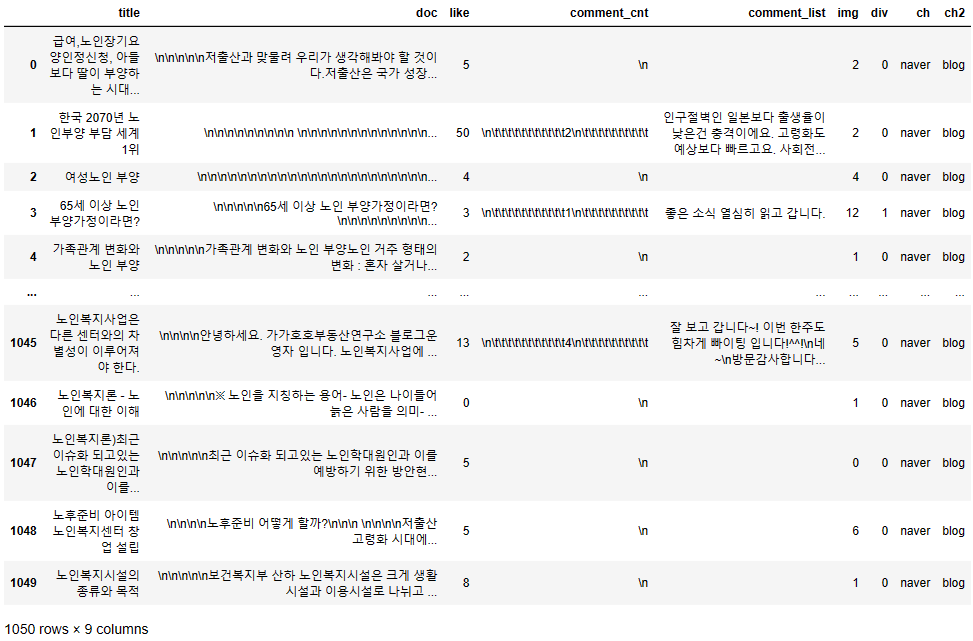 title doc like comment_cnt comment_list img div ch ch2
급여,노인장기요
양인정신청, 아들
0 보다 딸이 부양하 \n\n\n\n\n저출산과 맞물려 우리가 생각해봐야 할 것이 5 \n 2 0 naver blog
는 시대... 다.저출산은 국가 성장...
한국 2070년 노 인구절벽인 일본보다 출생율이
1 인부양 부담 세계 \n\n\n\n\n\n\n\n\n \n\n\n\n\n\n\n\n\n\n\n\n\n... 50 \n\t\t\t\t\t\t\t\t\t\t2\n\t\t\t\t\t\t\t\t\t 낮은건 충격이에요. 고령화도 2 0 naver blog
1위 예상보다 빠르고요. 사회전...
2 여성노인 부양 \n\n\n\n\n\n\n\n\n\n\n\n\n\n\n\n\n\n\n\n\n\n\n... 4 \n 4 0 naver blog
65세 이상 노인 \n\n\n\n\n65세 이상 노인 부양가정이라면?
3 부양가정이라면? \n\n\n\n\n\n\n\n\n... 3 \n\t\t\t\t\t\t\t\t\t\t1\n\t\t\t\t\t\t\t\t\t 좋은 소식 열심히 읽고 갑니다. 12 1 naver blog
가족관계 변화와 \n\n\n\n\n가족관계 변화와 노인 부양노인 거주 형태의
4 노인 부양 변화 : 혼자 살거나... 2 \n 1 0 naver blog
... ... ... ... ... ... ... ... ... ...
노인복지사업은
다른 센터와의 차 잘 보고 갑니다~! 이번 한주도
1045 별성이 이루어져 \n\n\n\n안녕하세요. 가가호호부동산연구소 블로그운 13 \n\t\t\t\t\t\t\t\t\t\t4\n\t\t\t\t\t\t\t\t\t 힘차게 빠이팅 입니다!^^!\n네 5 0 naver blog
야 한다. 영자 입니다. 노인복지사업에 ... ~\n방문감사합니다...
노인복지론 - 노 \n\n\n\n\n※ 노인을 지칭하는 용어- 노인은 나이들어
1046 인에 대한 이해 늙은 사람을 의미- ... 0 \n 1 0 naver blog
노인복지론)최근
이슈화 되고있는
1047 노인학대원인과 \n\n\n\n\n최근 이슈화 되고있는 노인학대원인과 이를 5 \n 0 0 naver blog
이를... 예방하기 위한 방안현...
노후준비 아이템
1048 노인복지센터 창 \n\n\n\n노후준비 어떻게 할까?\n\n\n \n\n\n\n\n저출산 5 \n 6 0 naver blog
업 설립 고령화 시대에...
노인복지시설의 \n\n\n\n\n보건복지부 산하 노인복지시설은 크게 생활
1049 종류와 목적 시설과 이용시설로 나뉘고 ... 8 \n 1 0 naver blog
1050 rows × 9 columns